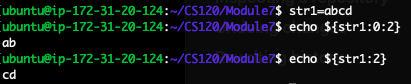 [ubuntu@ip-172-31-20-124:~/CS120/Module7$ str1=abcd
[ubuntu@ip-172-31-20-124:~/CS120/Module7$ echo ${str1:0:2}
ab
[ubuntu@ip-172-31-20-124:~/CS120/Module7$ echo ${str1:2}
cd